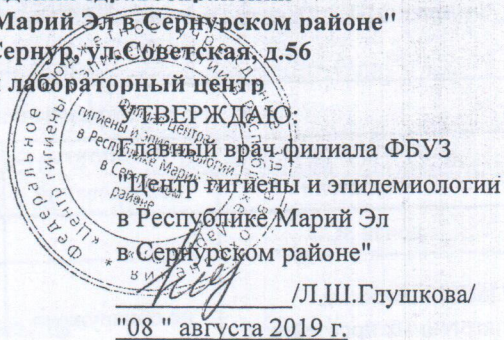 Марий Эл в Сернурском районе"
Сернур, ул.Советская, д.56
лабораторный центр
УТВЕРЖДАЮ:
Главный врач филиала ФБУЗ
"Центр гигиены и эпидемиологии
в Республике Марий Эл
в Сернурском районе"
/Л.Ш.Глушкова/
"08 " августа 2019 г.